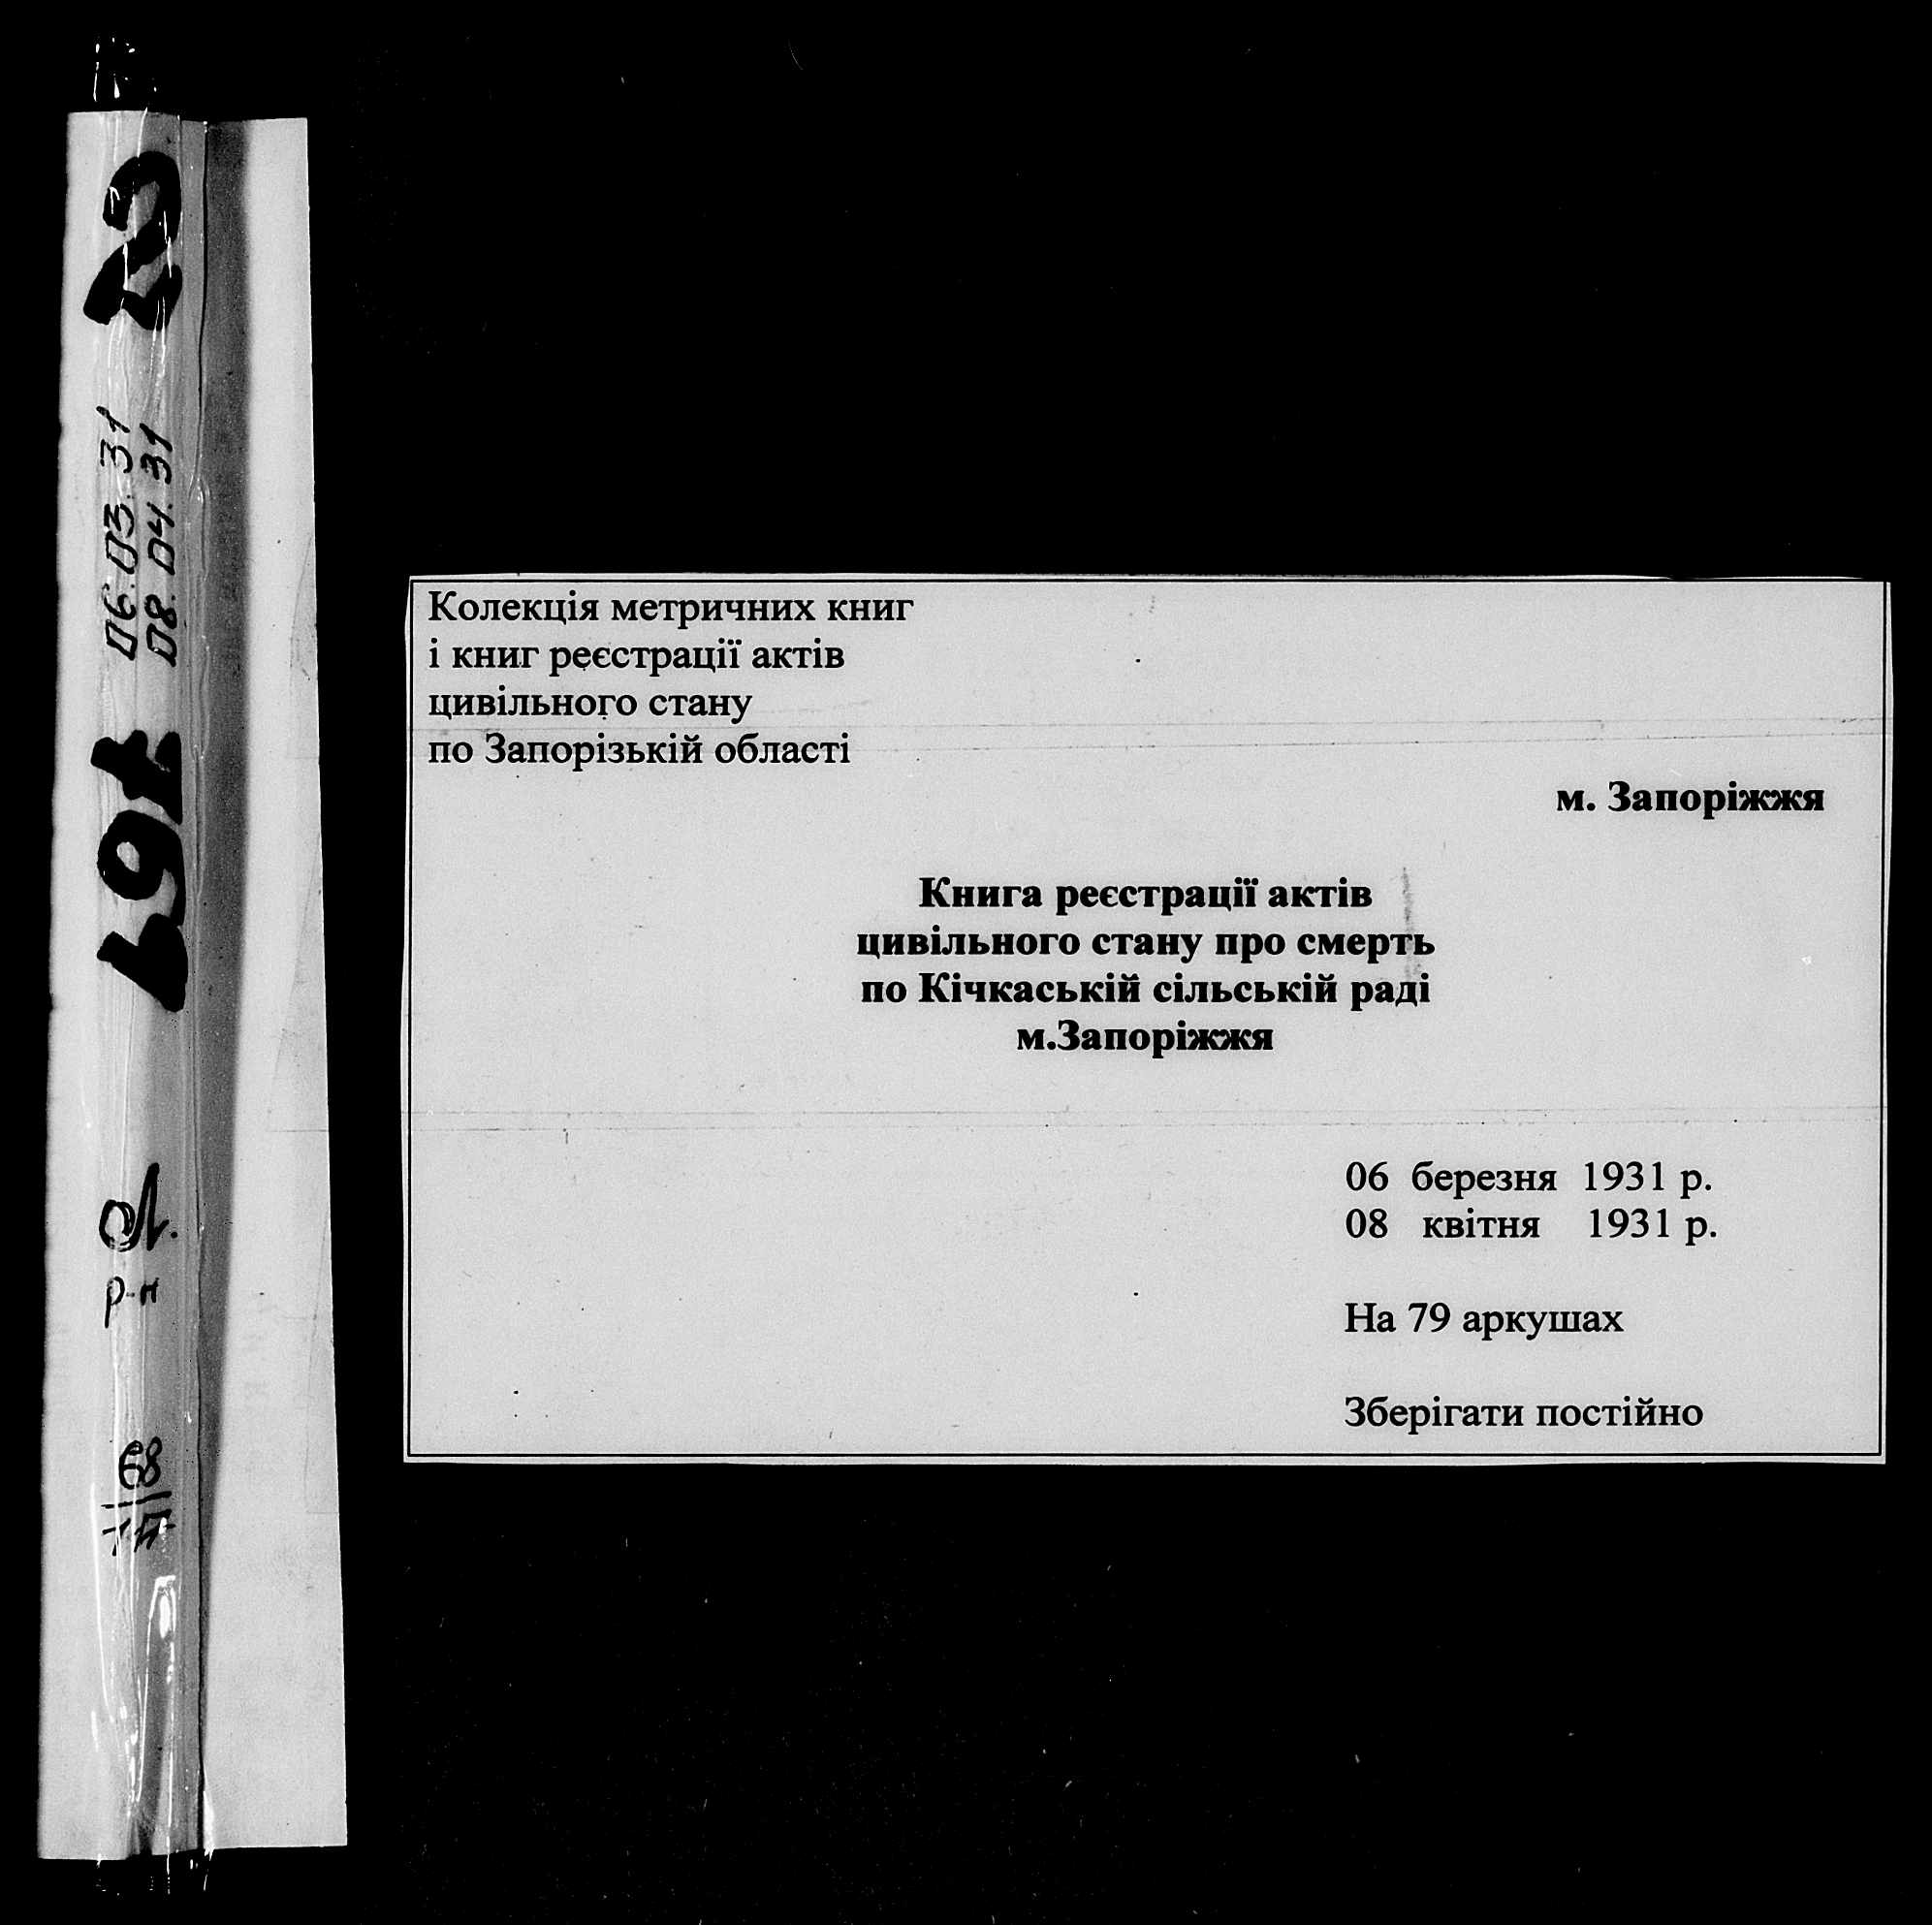 06.03.31
08.04.31
р-н
Колекція метричних книг
і книг реєстрації актів
цивільного стану
по Запорізькій області
м. Запоріжжя
Книга реєстрації актів
цивільного стану про смерть
по Кічкаській сільській раді
м.Запоріжжя
06 березня 1931 р.
08 квітня 1931 р.
На 79 аркушах
Зберігати постійно